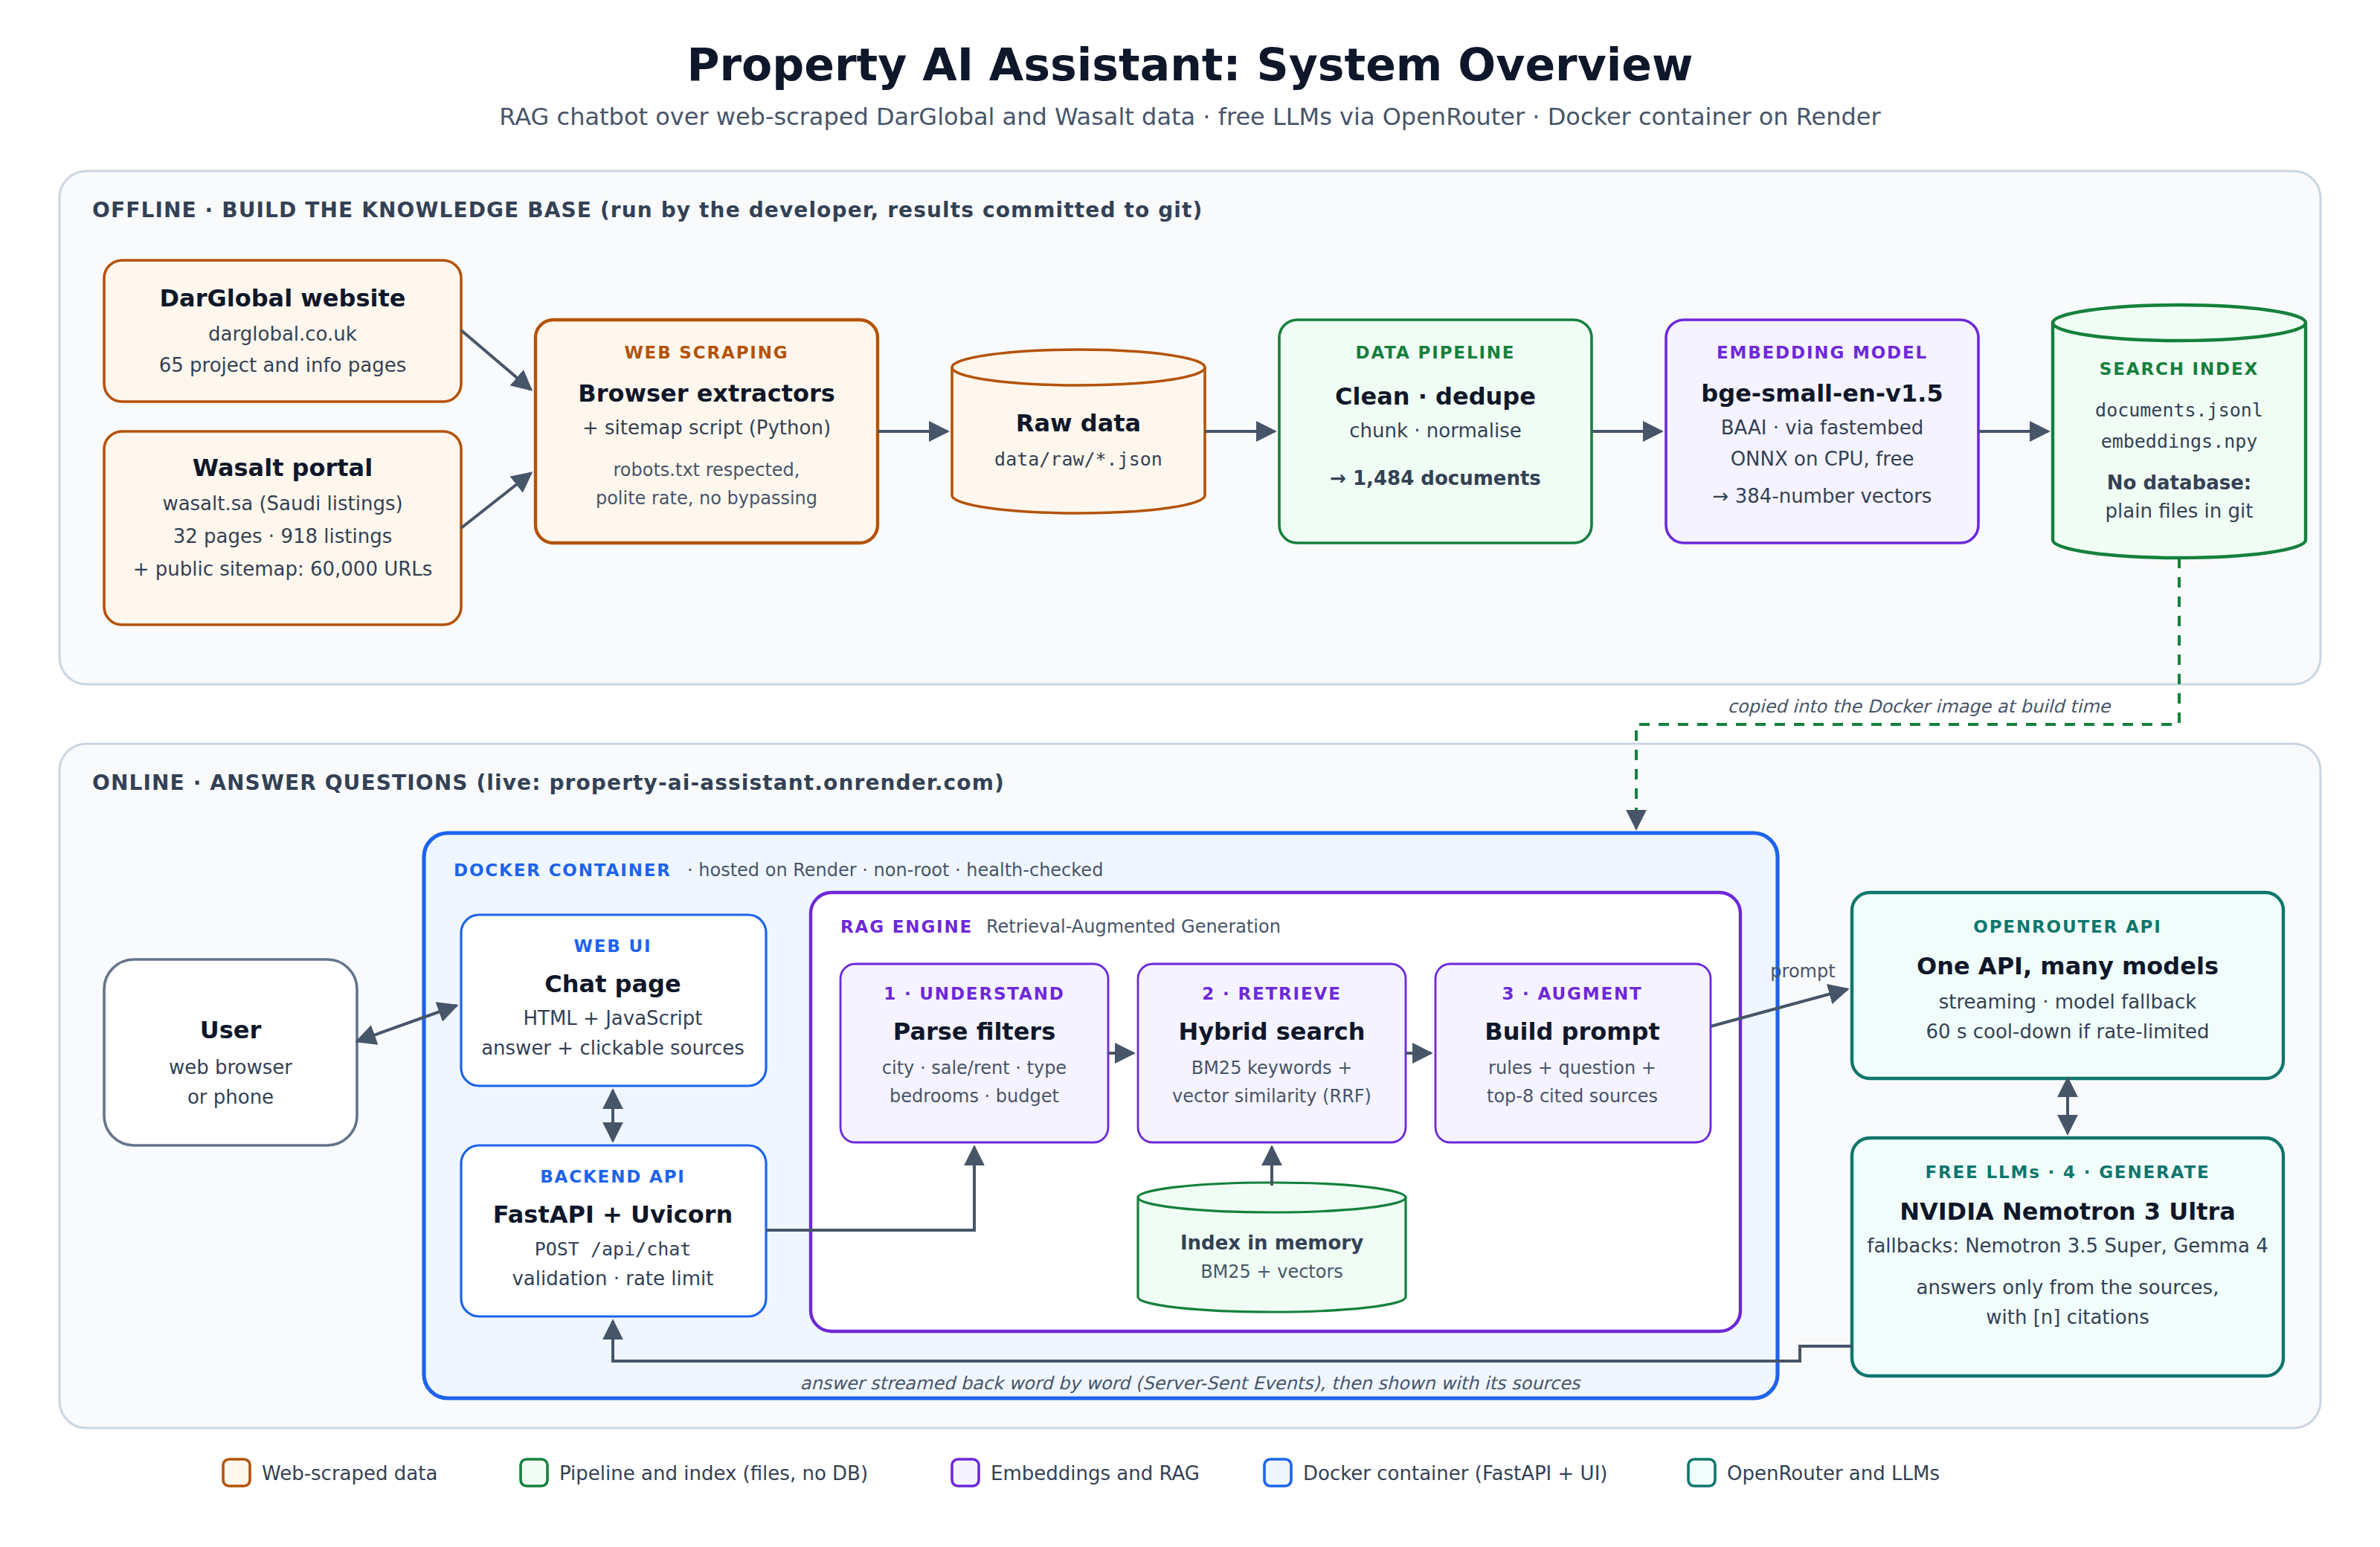 Property AI Assistant: System Overview
RAG chatbot over web-scraped DarGlobal and Wasalt data · free LLMs via OpenRouter · Docker container on Render
OFFLINE · BUILD THE KNOWLEDGE BASE (run by the developer, results committed to git)
DarGlobal website
darglobal.co.uk
65 project and info pages
Wasalt portal
wasalt.sa (Saudi listings)
32 pages · 918 listings
+ public sitemap: 60,000 URLs
WEB SCRAPING
Browser extractors
+ sitemap script (Python)
robots.txt respected,
polite rate, no bypassing
Raw data
data/raw/*.json
DATA PIPELINE
Clean · dedupe
chunk · normalise
→ 1,484 documents
EMBEDDING MODEL
bge-small-en-v1.5
BAAI · via fastembed
ONNX on CPU, free
→ 384-number vectors
SEARCH INDEX
documents.jsonl
embeddings.npy
No database:
plain files in git
copied into the Docker image at build time
ONLINE · ANSWER QUESTIONS (live: property-ai-assistant.onrender.com)
User
web browser
or phone
DOCKER CONTAINER · hosted on Render · non-root · health-checked
WEB UI
Chat page
HTML + JavaScript
answer + clickable sources
BACKEND API
FastAPI + Uvicorn
POST /api/chat
validation · rate limit
RAG ENGINE Retrieval-Augmented Generation
1 · UNDERSTAND
Parse filters
city · sale/rent · type
bedrooms · budget
2 · RETRIEVE
Hybrid search
BM25 keywords +
vector similarity (RRF)
3 · AUGMENT
Build prompt
rules + question +
top-8 cited sources
Index in memory
BM25 + vectors
prompt
OPENROUTER API
One API, many models
streaming · model fallback
60 s cool-down if rate-limited
FREE LLMs · 4 · GENERATE
NVIDIA Nemotron 3 Ultra
fallbacks: Nemotron 3.5 Super, Gemma 4
answers only from the sources,
with [n] citations
answer streamed back word by word (Server-Sent Events), then shown with its sources
Web-scraped data
Pipeline and index (files, no DB)
Embeddings and RAG
Docker container (FastAPI + UI)
OpenRouter and LLMs